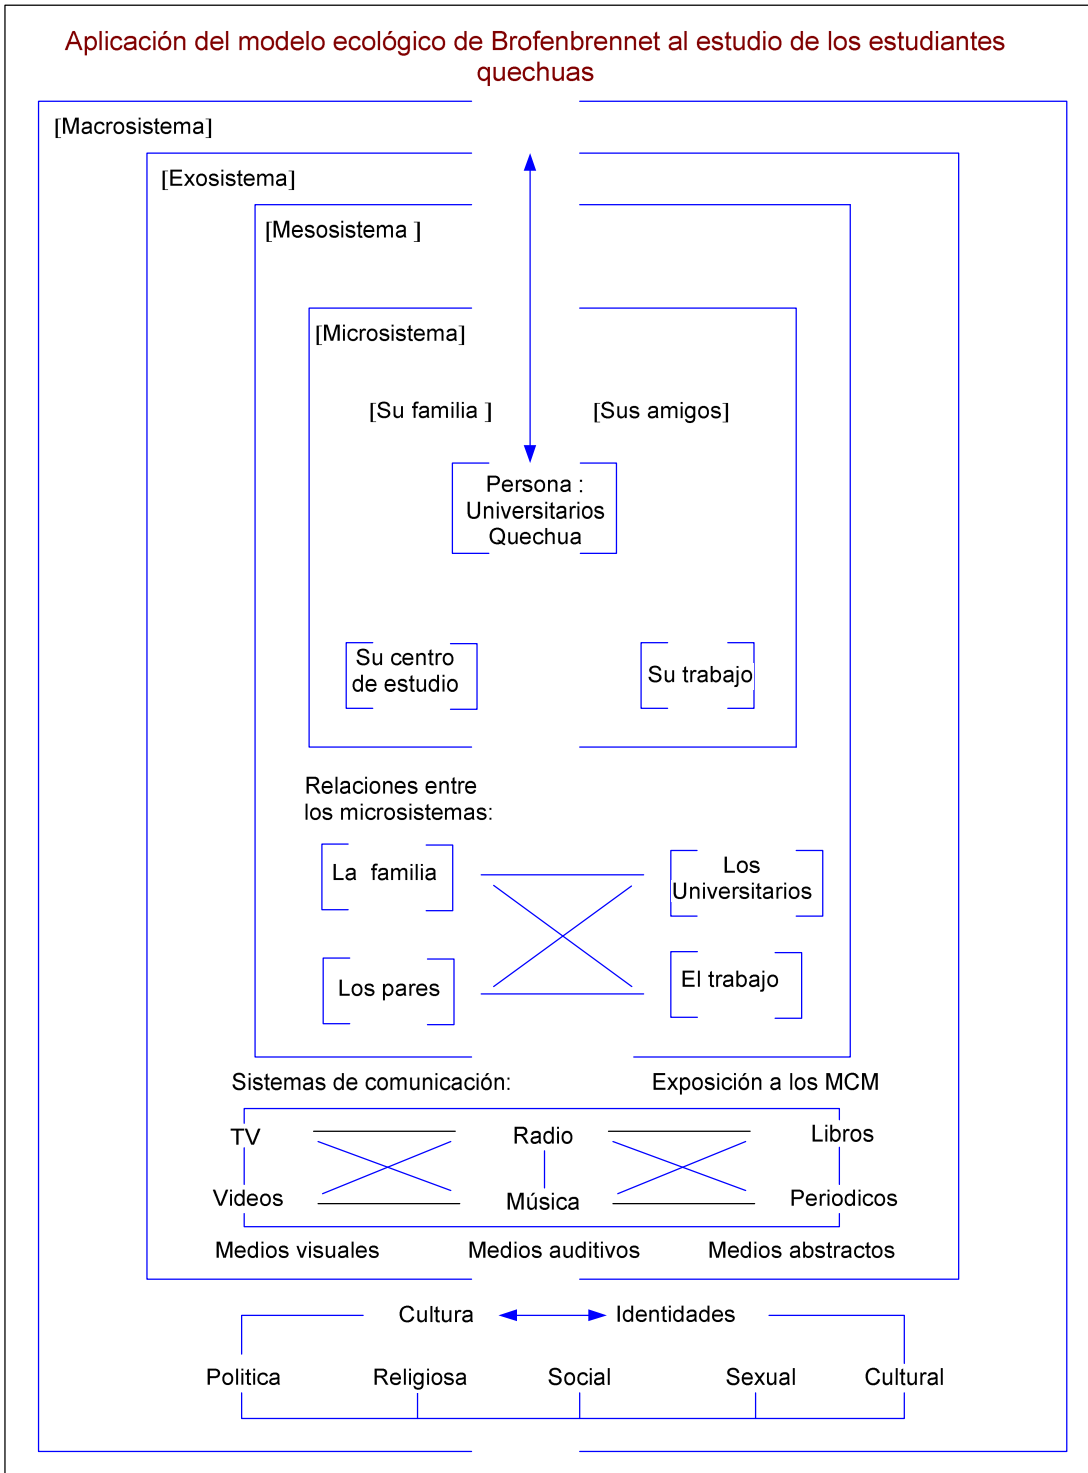 Aplicación del modelo ecológico de Brofenbrennet al estudio de los estudiantes
quechuas
[Macrosistema]
[Exosistema]
[Mesosistema ]
[Microsistema]
[Su familia ]
[Sus amigos]
Persona :
Universitarios
Quechua
Su centro
de estudio
Su trabajo
Relaciones entre
los microsistemas:
La familia
Los
Universitarios
Los pares
El trabajo
Sistemas de comunicación:
Exposición a los MCM
TV
Radio
Libros
Videos
Música
Periodicos
Medios visuales
Medios auditivos
Medios abstractos
Cultura
Identidades
Politica
Religiosa
Social
Sexual
Cultural